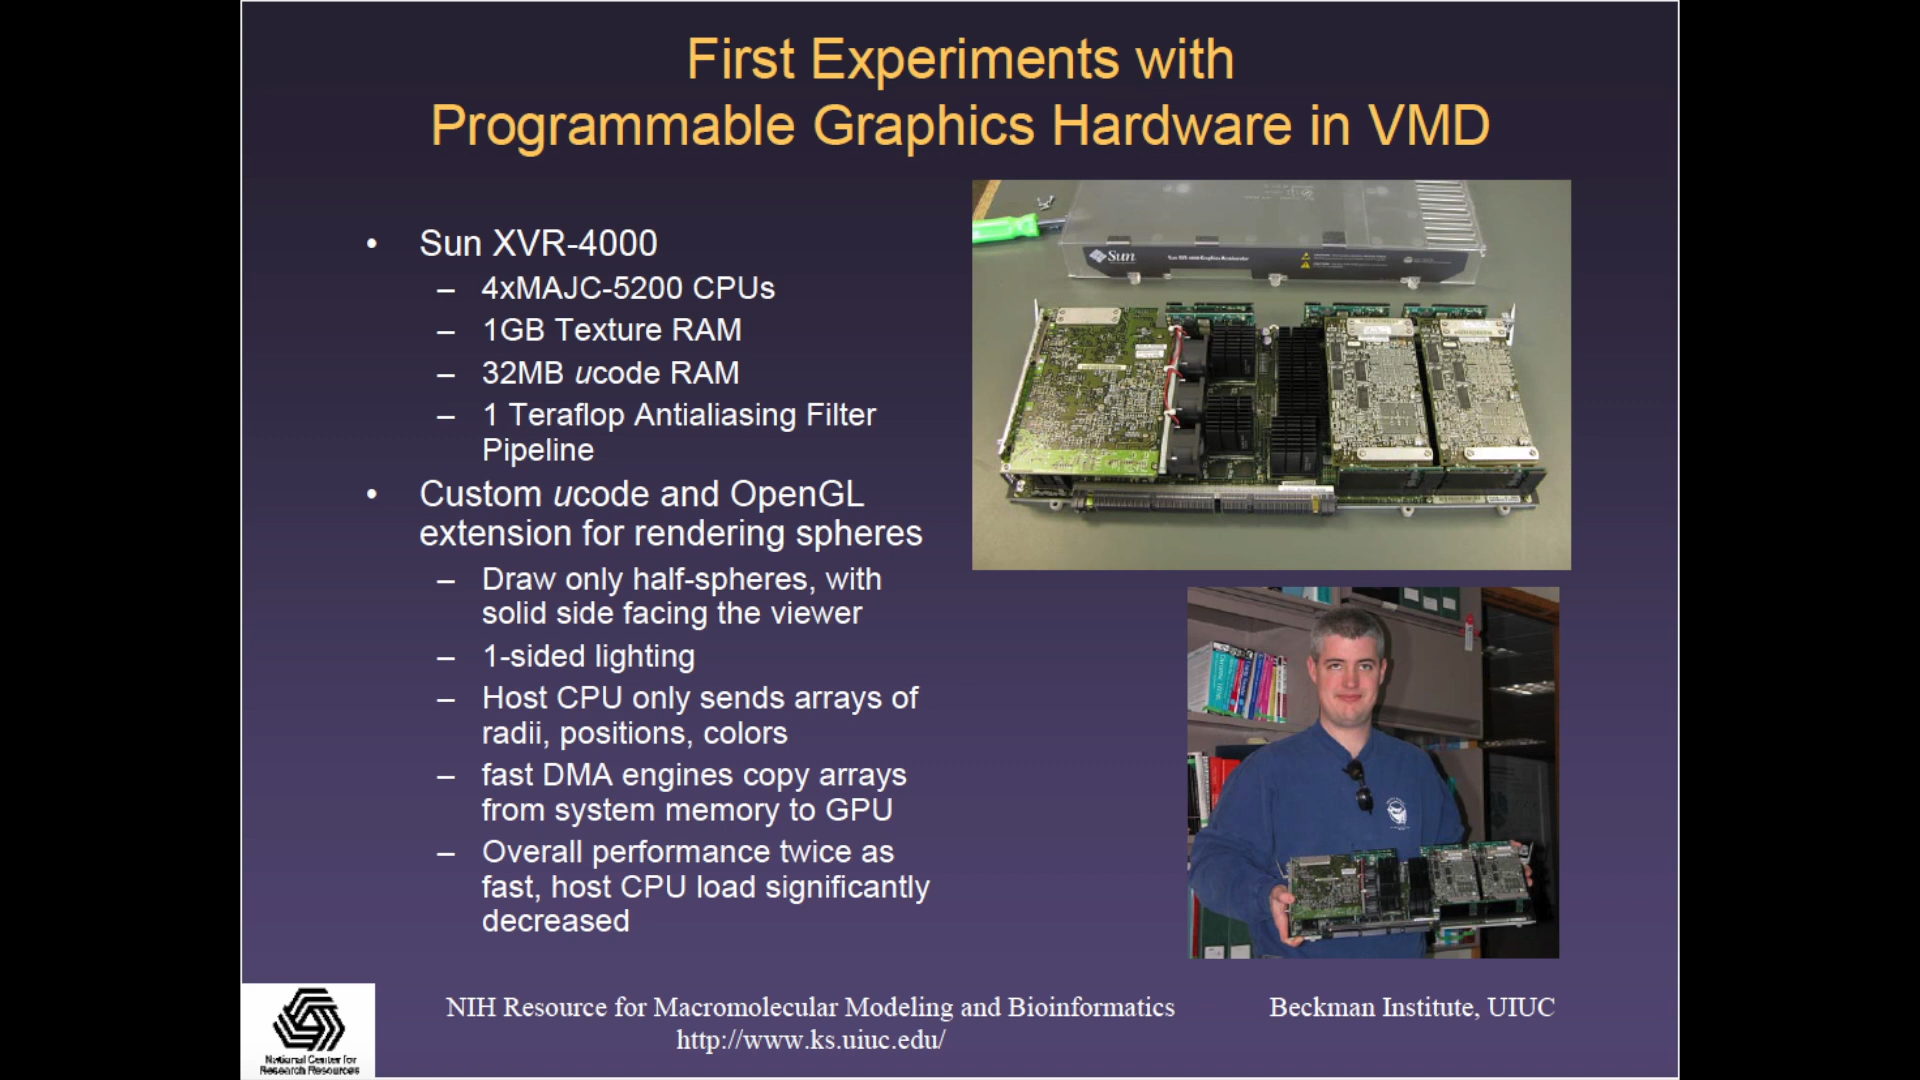 First Experiments with
Programmable Graphics Hardware in VMD
• Sun XVR-4000
– 4xMAJC-5200 CPUs
– 1GB Texture RAM
– 32MB ucode RAM
– 1 Teraflop Antialiasing Filter
Pipeline
• Custom ucode and OpenGL
extension for rendering spheres
– Draw only half-spheres, with
solid side facing the viewer
– 1-sided lighting
– Host CPU only sends arrays of
radii, positions, colors
– fast DMA engines copy arrays
from system memory to GPU
– Overall performance twice as
fast, host CPU load significantly
decreased
Sun
National Center for
Research Resources
NIH Resource for Macromolecular Modeling and Bioinformatics
http://www.ks.uiuc.edu/
Beckman Institute, UIUC